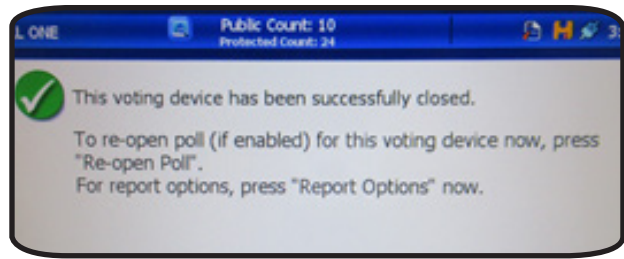 L ONE
Public Count: 10
Protected Count: 24
H
3:
This voting device has been successfully closed.
To re-open poll (if enabled) for this voting device now, press
"Re-open Poll".
For report options, press "Report Options" now.